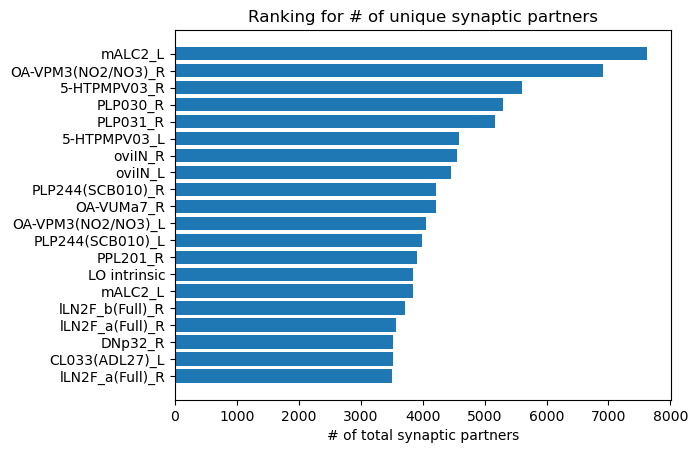 Ranking for # of unique synaptic partners
mALC2_L
OA-VPM3(NO2/NO3)_R
5-HTPMPV03_R
PLP030_R
PLP031_R
5-HTPMPV03_L
oviIN_R
oviIN_L
PLP244(SCB010)_R
OA-VUMa7_R
OA-VPM3(NO2/NO3)_L
PLP244(SCB010)_L
PPL201_R
LO intrinsic
mALC2_L
lLN2F_b(Full)_R
lLN2F_a(Full)_R
DNp32_R
CL033(ADL27)_L
lLN2F_a(Full)_R
0 1000 2000 3000 4000 5000 6000 7000 8000
# of total synaptic partners